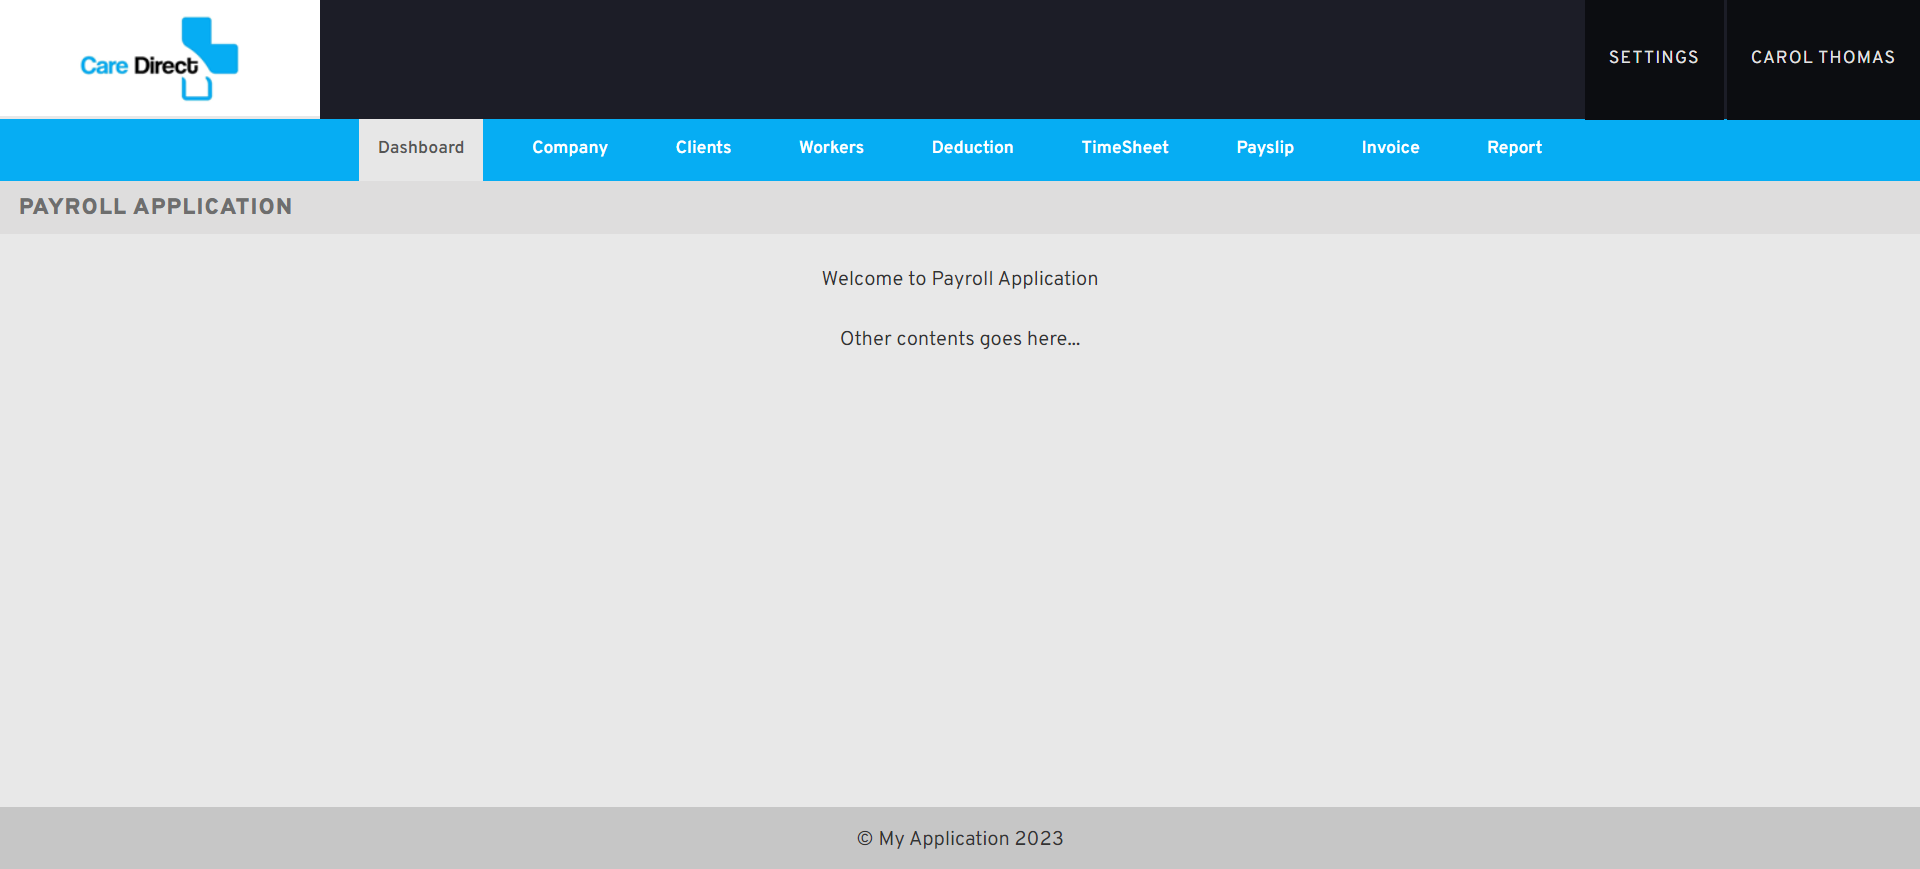 Care Direct
SETTINGS
CAROL THOMAS
Dashboard Company Clients Workers Deduction TimeSheet Payslip Invoice Report
PAYROLL APPLICATION
Welcome to Payroll Application
Other contents goes here...
© My Application 2023